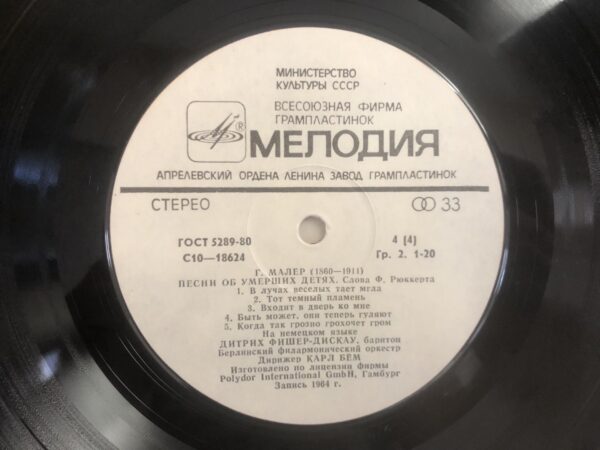 МИНИСТЕРСТВО
КУЛЬТУРЫ СССР
ВСЕСОЮЗНАЯ ФИРМА
ГРАМПЛАСТИНОК
® МЕЛОДИЯ
АПРЕЛЕВСКИЙ ОРДЕНА ЛЕНИНА ЗАВОД ГРАМПЛАСТИНОК
СТЕРЕО 33
ГОСТ 5289-80 4 [4]
С10—18624 Гр. 2. 1-20
Г. МАЛЕР (1860—1911)
ПЕСНИ ОБ УМЕРШИХ ДЕТЯХ. Слова Ф. Рюккерта
1. В лучах веселых тает мгла
2. Тот темный пламень
3. Входит в дверь ко мне
4. Быть может, они теперь гуляют
5. Когда так грозно грохочет гром
На немецком языке
ДИТРИХ ФИШЕР-ДИСКАУ, баритон
Берлинский филармонический оркестр
Дирижер КАРЛ БЁМ
Изготовлено по лицензии фирмы
Polydor International GmbH, Гамбург
Запись 1964 г.